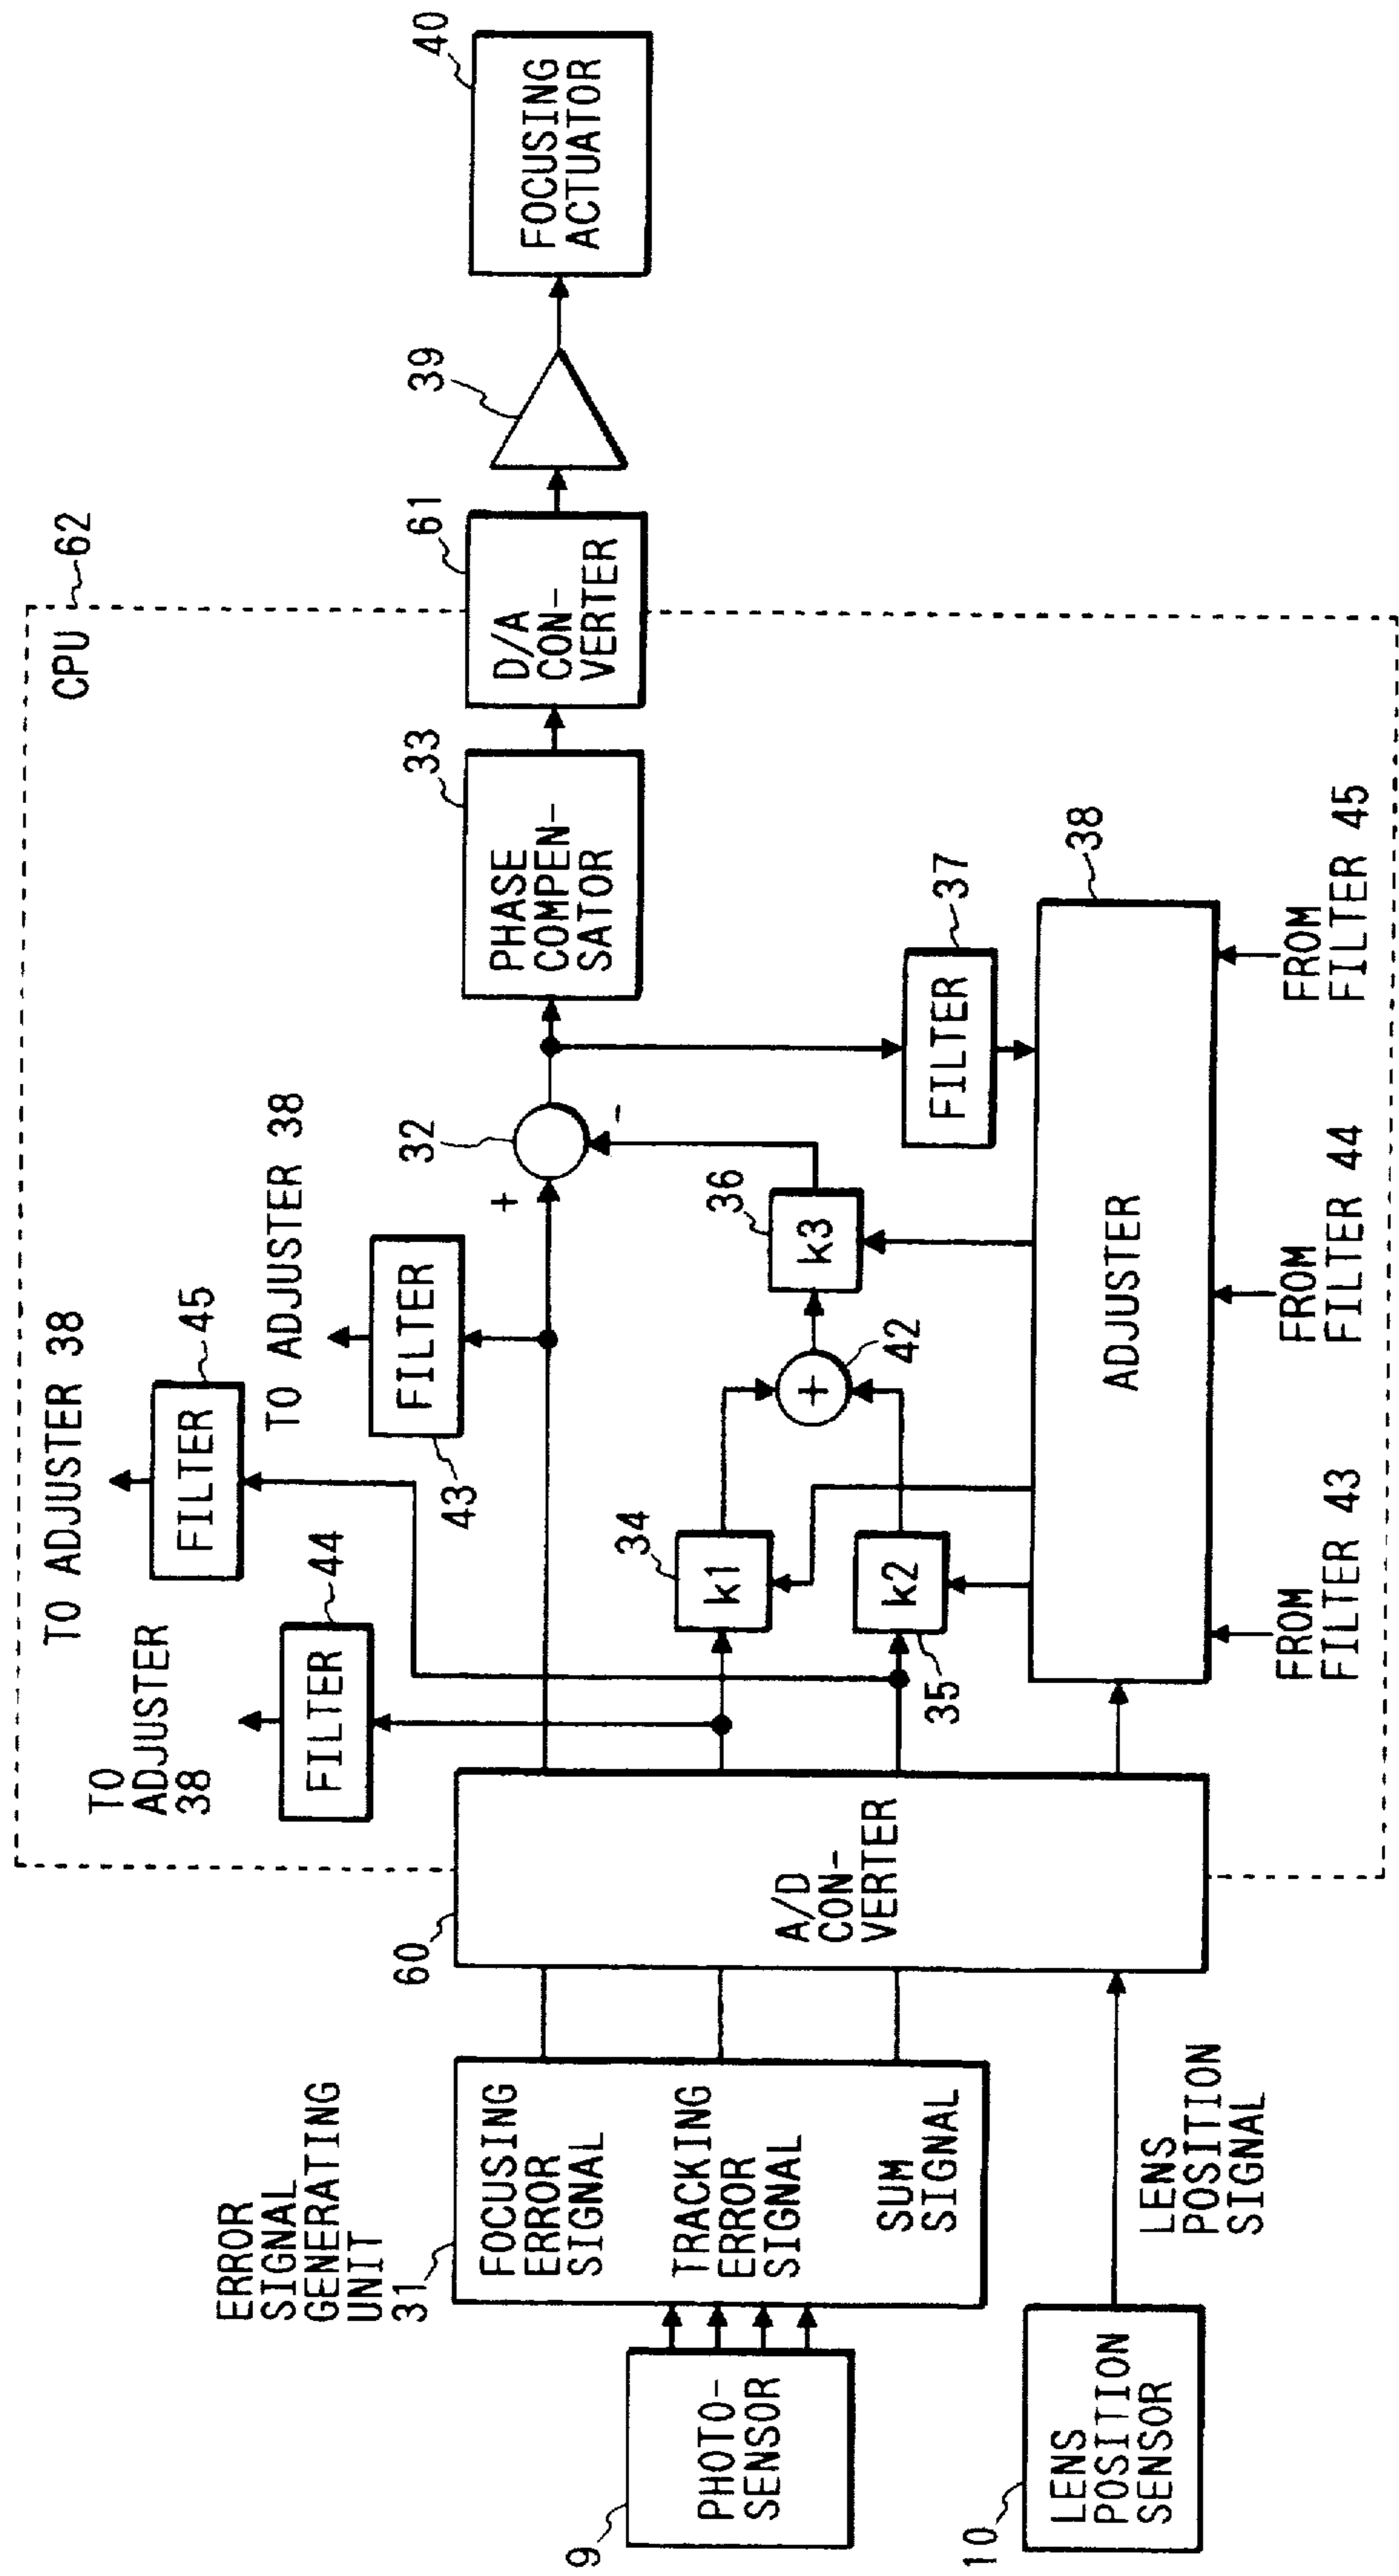 CPU
62
TO ADJUSTER 38
45
FILTER
TO
ADJUSTER
38
44
FILTER
TO ADJUSTER 38
FILTER
43
ERROR
SIGNAL
GENERATING
UNIT
31
FOCUSING
ERROR
SIGNAL
TRACKING
ERROR
SIGNAL
SUM
SIGNAL
9
PHOTO-
SENSOR
10
LENS
POSITION
SENSOR
LENS
POSITION
SIGNAL
60
A/D
CON-
VERTER
34
k1
k2
35
+
42
36
k3
+
-
32
33
PHASE
COMPEN-
SATOR
61
D/A
CON-
VERTER
39
40
FOCUSING
ACTUATOR
37
FILTER
38
ADJUSTER
FROM
FILTER 43
FROM
FILTER 44
FROM
FILTER 45